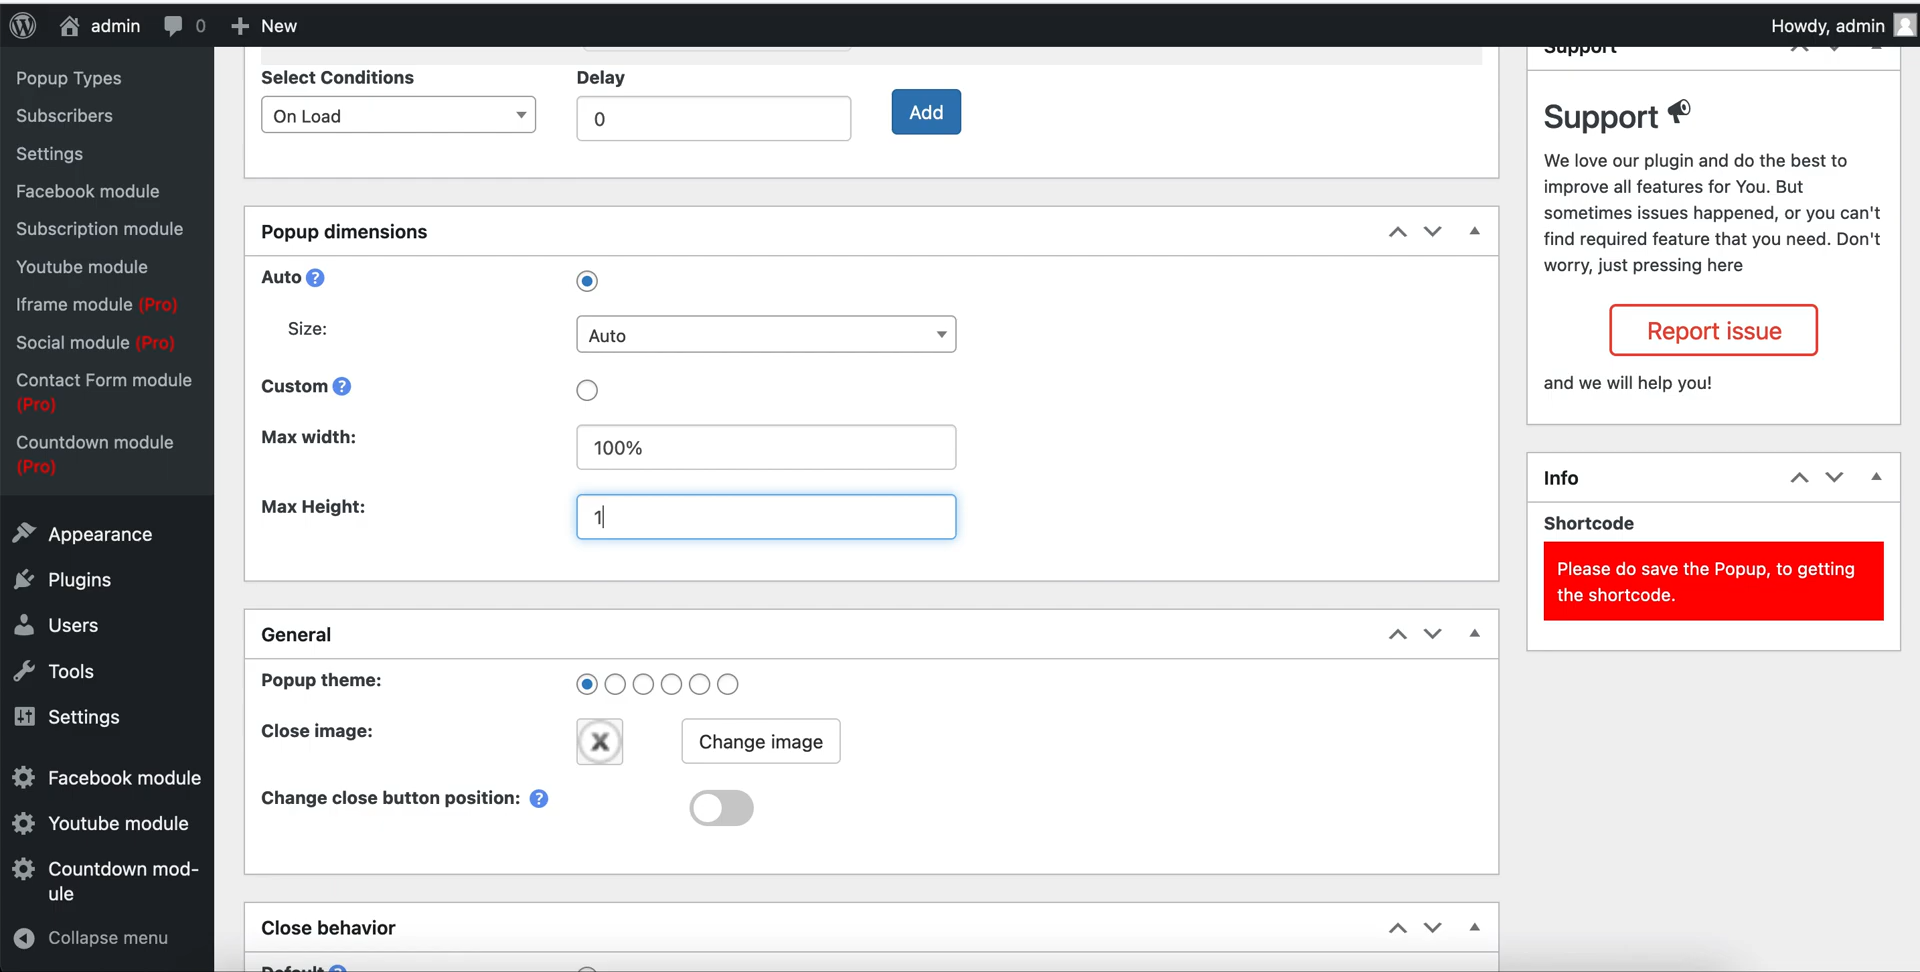 admin
0
New
Howdy, admin
Popup Types
Subscribers
Settings
Facebook module
Subscription module
Youtube module
Iframe module (Pro)
Social module (Pro)
Contact Form module
(Pro)
Countdown module
(Pro)
Appearance
Plugins
Users
Tools
Settings
Facebook module
Youtube module
Countdown mod-
ule
Collapse menu
Select Conditions
Delay
On Load
0
Add
Popup dimensions
Auto ?
Size:
Auto
Custom ?
Max width:
100%
Max Height:
1
General
Popup theme:
Close image:
X
Change image
Change close button position: ?
Close behavior
Default ?
Support
Support
We love our plugin and do the best to
improve all features for You. But
sometimes issues happened, or you can't
find required feature that you need. Don't
worry, just pressing here
Report issue
and we will help you!
Info
Shortcode
Please do save the Popup, to getting
the shortcode.